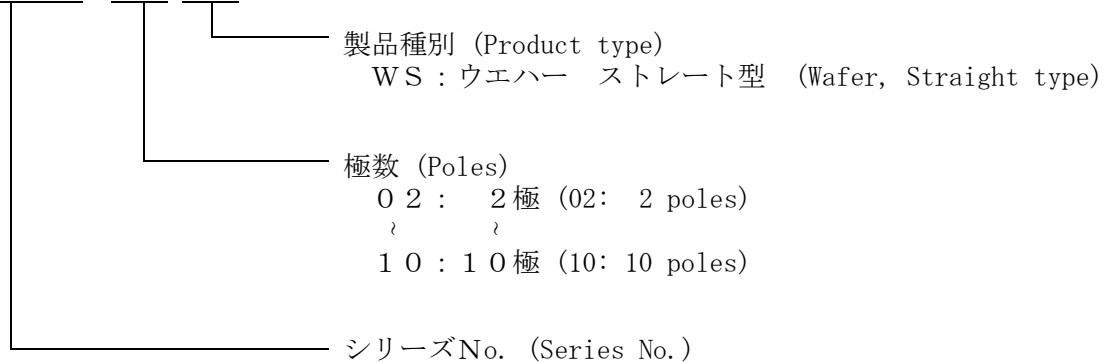 製品種別 (Product type)
WS：ウエハー　ストレート型　(Wafer, Straight type)
極数 (Poles)
０２：　２極 (02:　2 poles)
～　～
１０：１０極 (10: 10 poles)
シリーズNo. (Series No.)